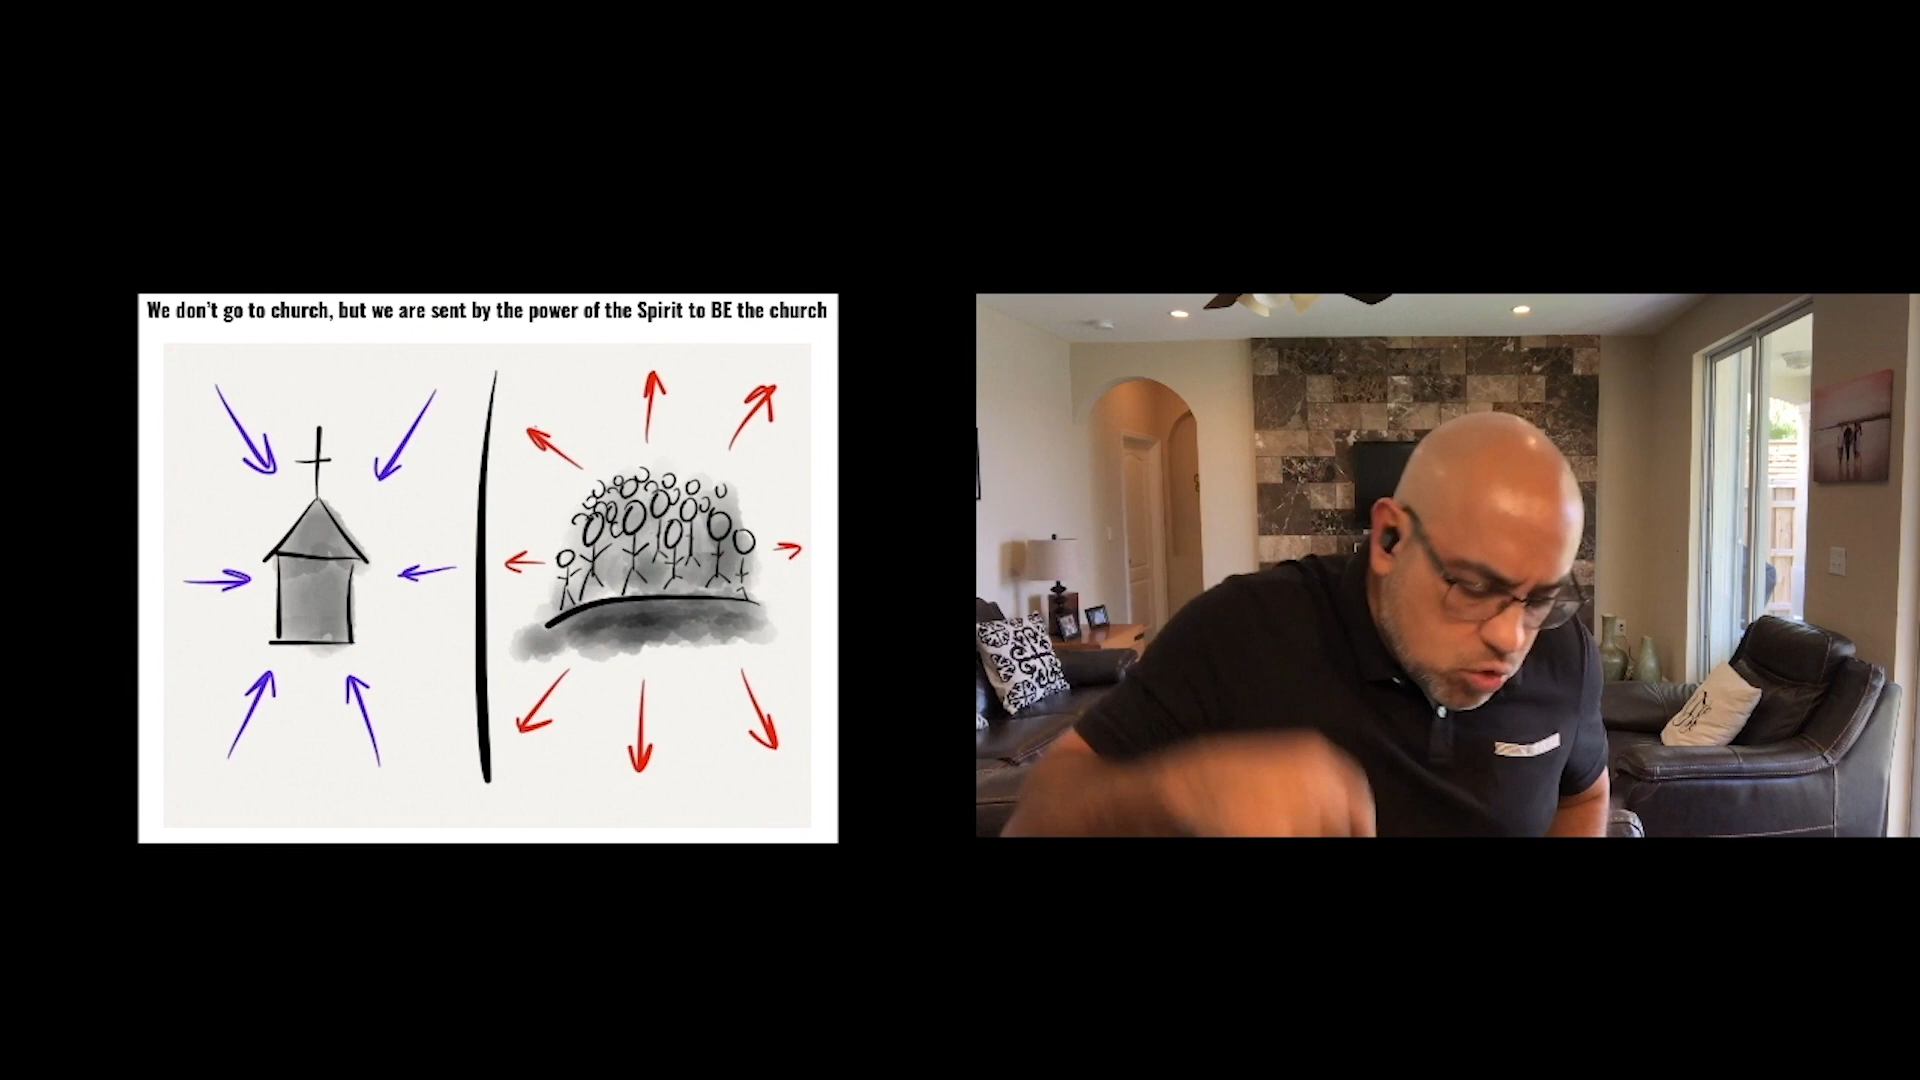 We don't go to church, but we are sent by the power of the Spirit to BE the church